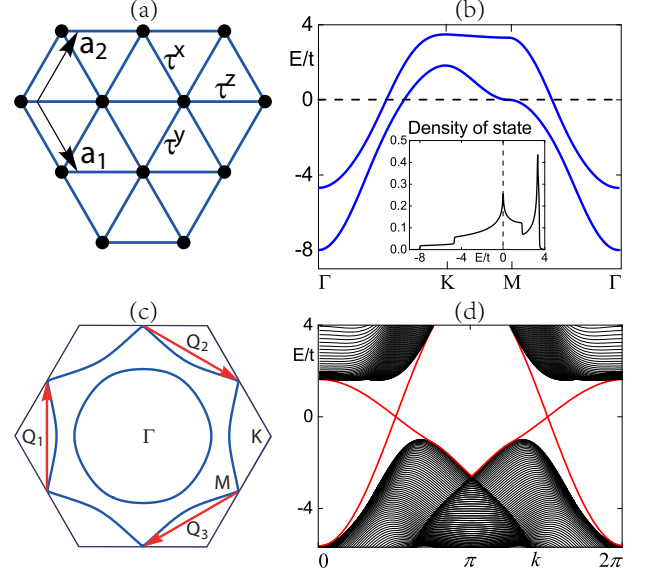 (a)
a₂
τˣ
τᶻ
τʸ
a₁
(b)
4
E/t
0
-4
-8
Density of state
0.5
0.4
0.3
0.2
0.1
0.0
-8
-4
E/t
0
4
Γ
K
M
Γ
(c)
Q₂
Q₁
Γ
K
M
Q₃
(d)
4
E/t
0
-4
0
π
k
2π